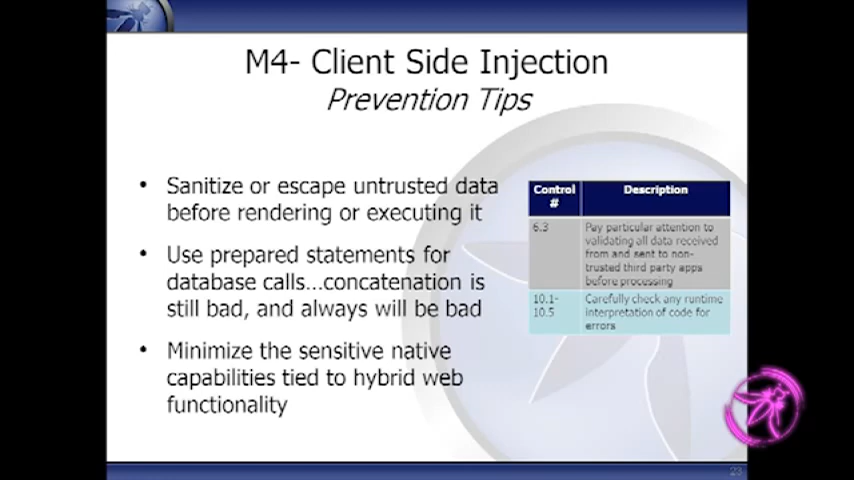 M4- Client Side Injection
Prevention Tips
• Sanitize or escape untrusted data
before rendering or executing it
• Use prepared statements for
database calls…concatenation is
still bad, and always will be bad
• Minimize the sensitive native
capabilities tied to hybrid web
functionality
Control
#
Description
6.3
Pay particular attention to
validating all data received
from and sent to non-
trusted third party apps
before processing
10.1-
10.5
Carefully check any runtime
interpretation of code for
errors
23